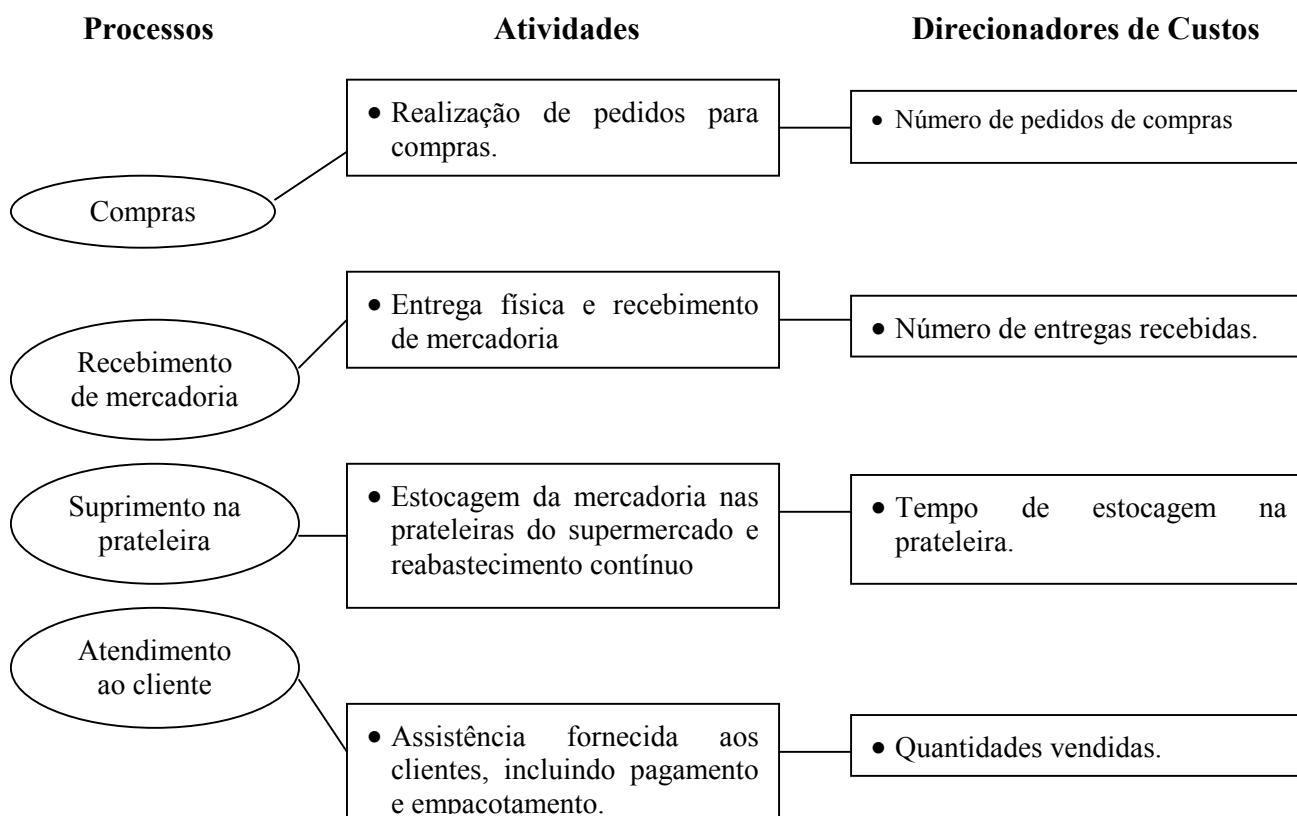 Processos Atividades Direcionadores de Custos
• Realização de pedidos para
compras.
• Número de pedidos de compras
Compras
• Entrega física e recebimento
de mercadoria
• Número de entregas recebidas.
Recebimento
de mercadoria
Suprimento na
prateleira
• Estocagem da mercadoria nas
prateleiras do supermercado e
reabastecimento contínuo
• Tempo de estocagem na
prateleira.
Atendimento
ao cliente
• Assistência fornecida aos
clientes, incluindo pagamento
e empacotamento.
• Quantidades vendidas.